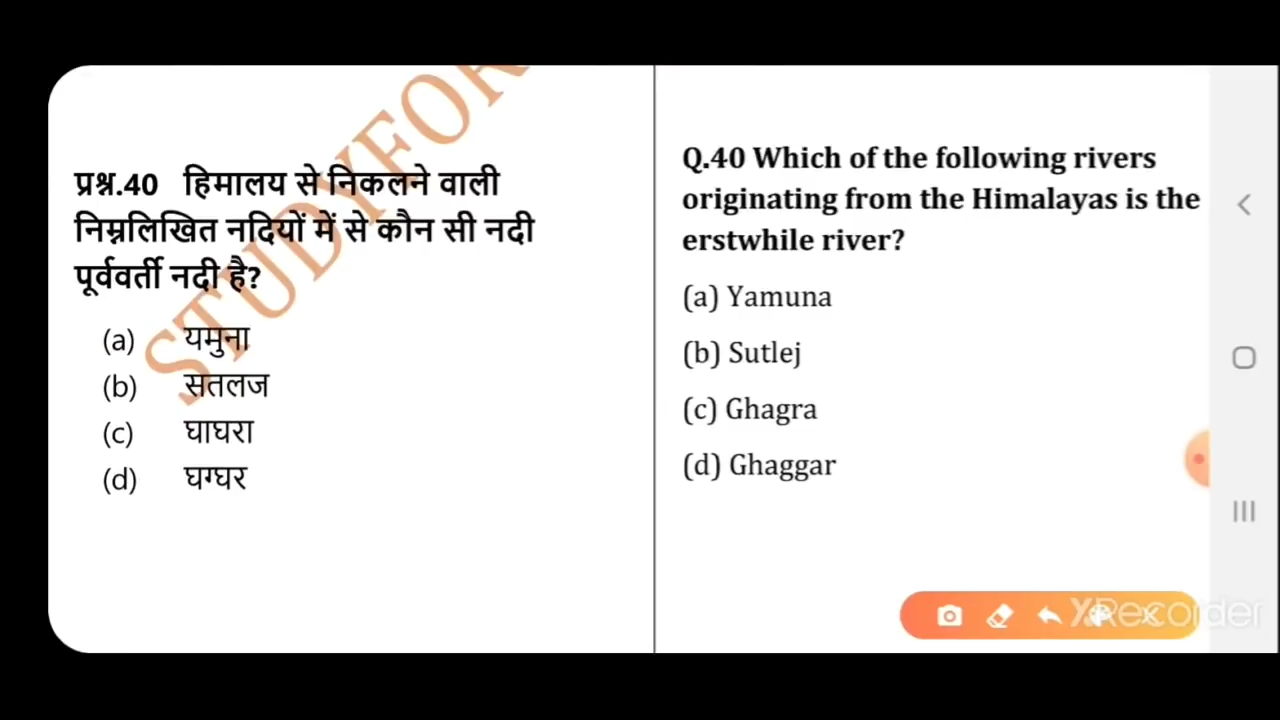 प्रश्न.40 हिमालय से निकलने वाली
निम्नलिखित नदियों में से कौन सी नदी
पूर्ववर्ती नदी है?
(a) यमुना
(b) सतलज
(c) घाघरा
(d) घग्घर
STUDYFOR
Q.40 Which of the following rivers
originating from the Himalayas is the
erstwhile river?
(a) Yamuna
(b) Sutlej
(c) Ghagra
(d) Ghaggar
XRecorder